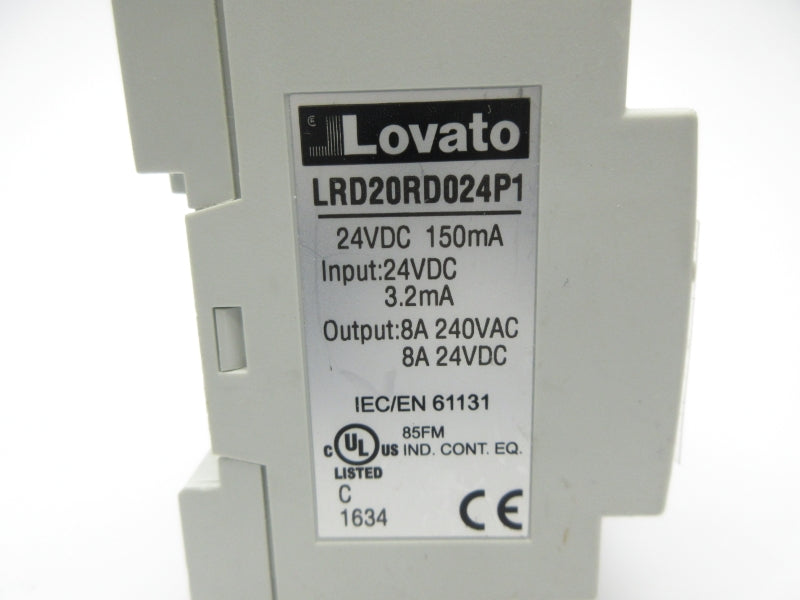 Lovato
LRD20RD024P1
24VDC 150mA
Input:24VDC
3.2mA
Output:8A 240VAC
8A 24VDC
IEC/EN 61131
C UL US 85FM
IND. CONT. EQ.
LISTED
C
1634
CE